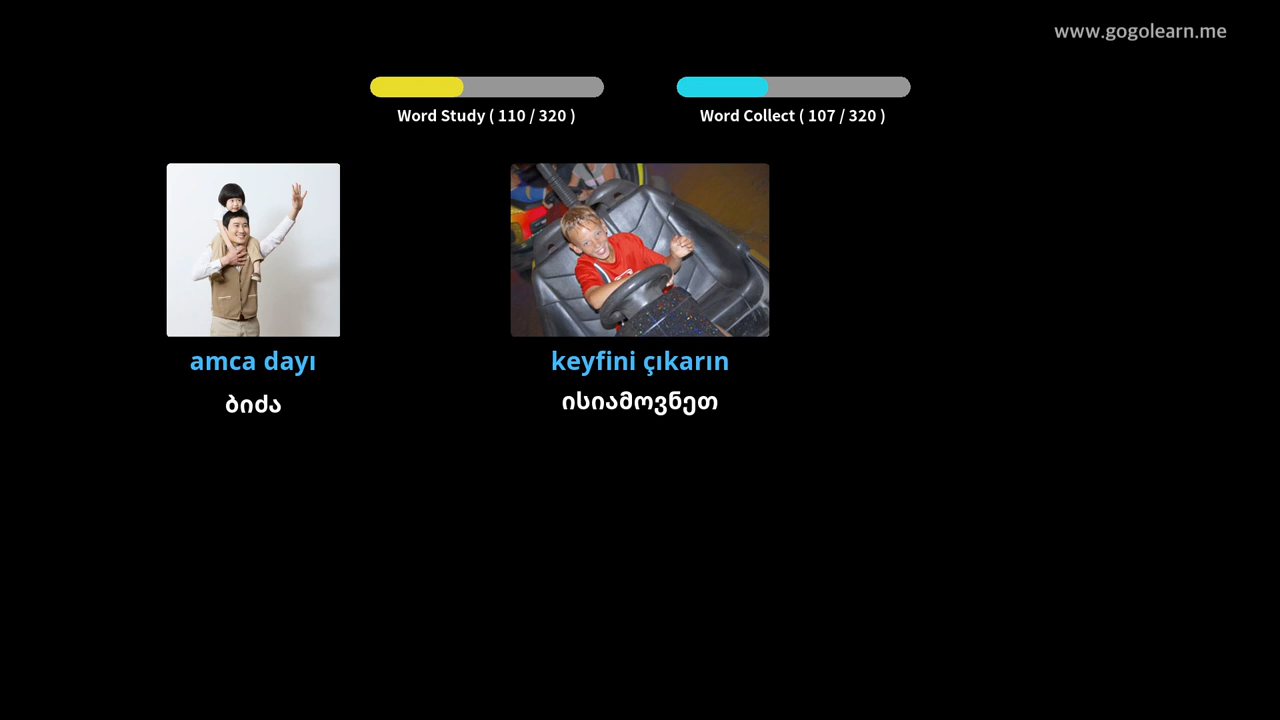 www.gogolearn.me
Word Study ( 110 / 320 )
Word Collect ( 107 / 320 )
amca dayı
ბიძა
keyfini çıkarın
ისიამოვნეთ